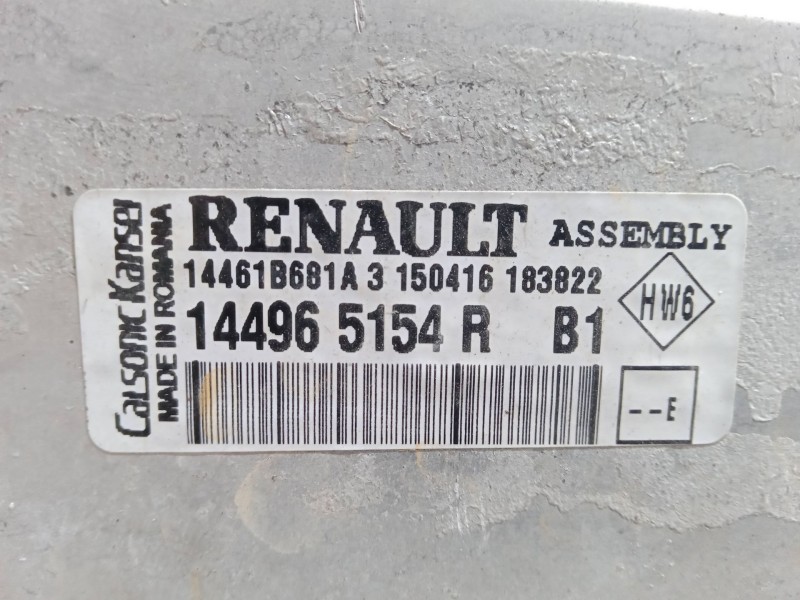 Calsonic Kansei
MADE IN ROMANIA
RENAULT ASSEMBLY
14461B681A 3 150416 183822
14496 5154 R B1
HW6
--E